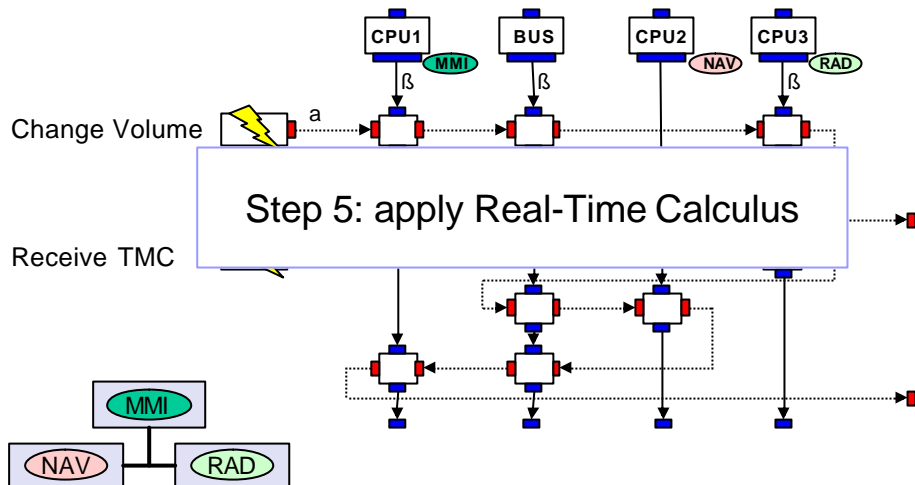 CPU1 BUS CPU2 CPU3
MMI NAV RAD
ß ß ß
Change Volume a
Step 5: apply Real-Time Calculus
Receive TMC
MMI
NAV RAD